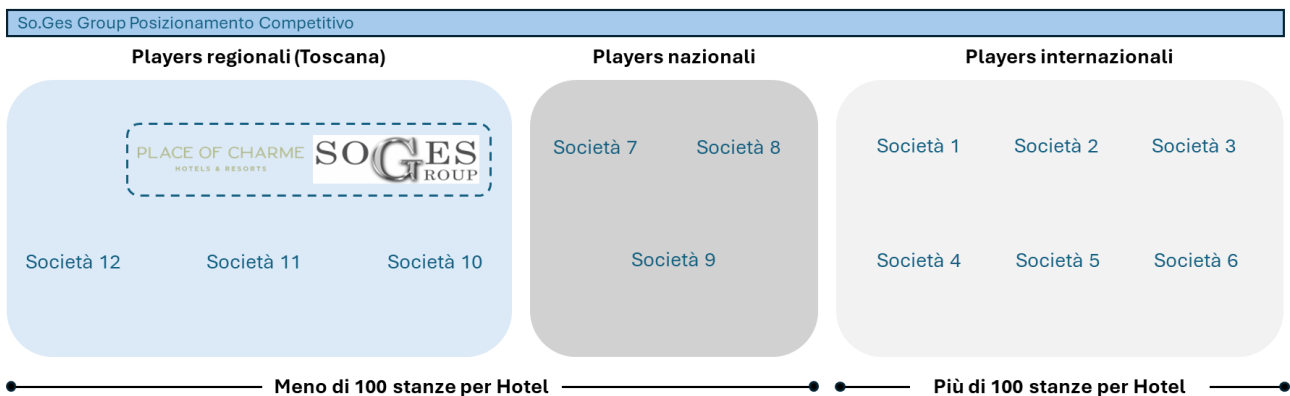 So.Ges Group Posizionamento Competitivo
Players regionali (Toscana)
Players nazionali
Players internazionali
PLACE OF CHARME
HOTELS & RESORTS
SOGES
GROUP
Società 7
Società 8
Società 1
Società 2
Società 3
Società 12
Società 11
Società 10
Società 9
Società 4
Società 5
Società 6
Meno di 100 stanze per Hotel
Più di 100 stanze per Hotel